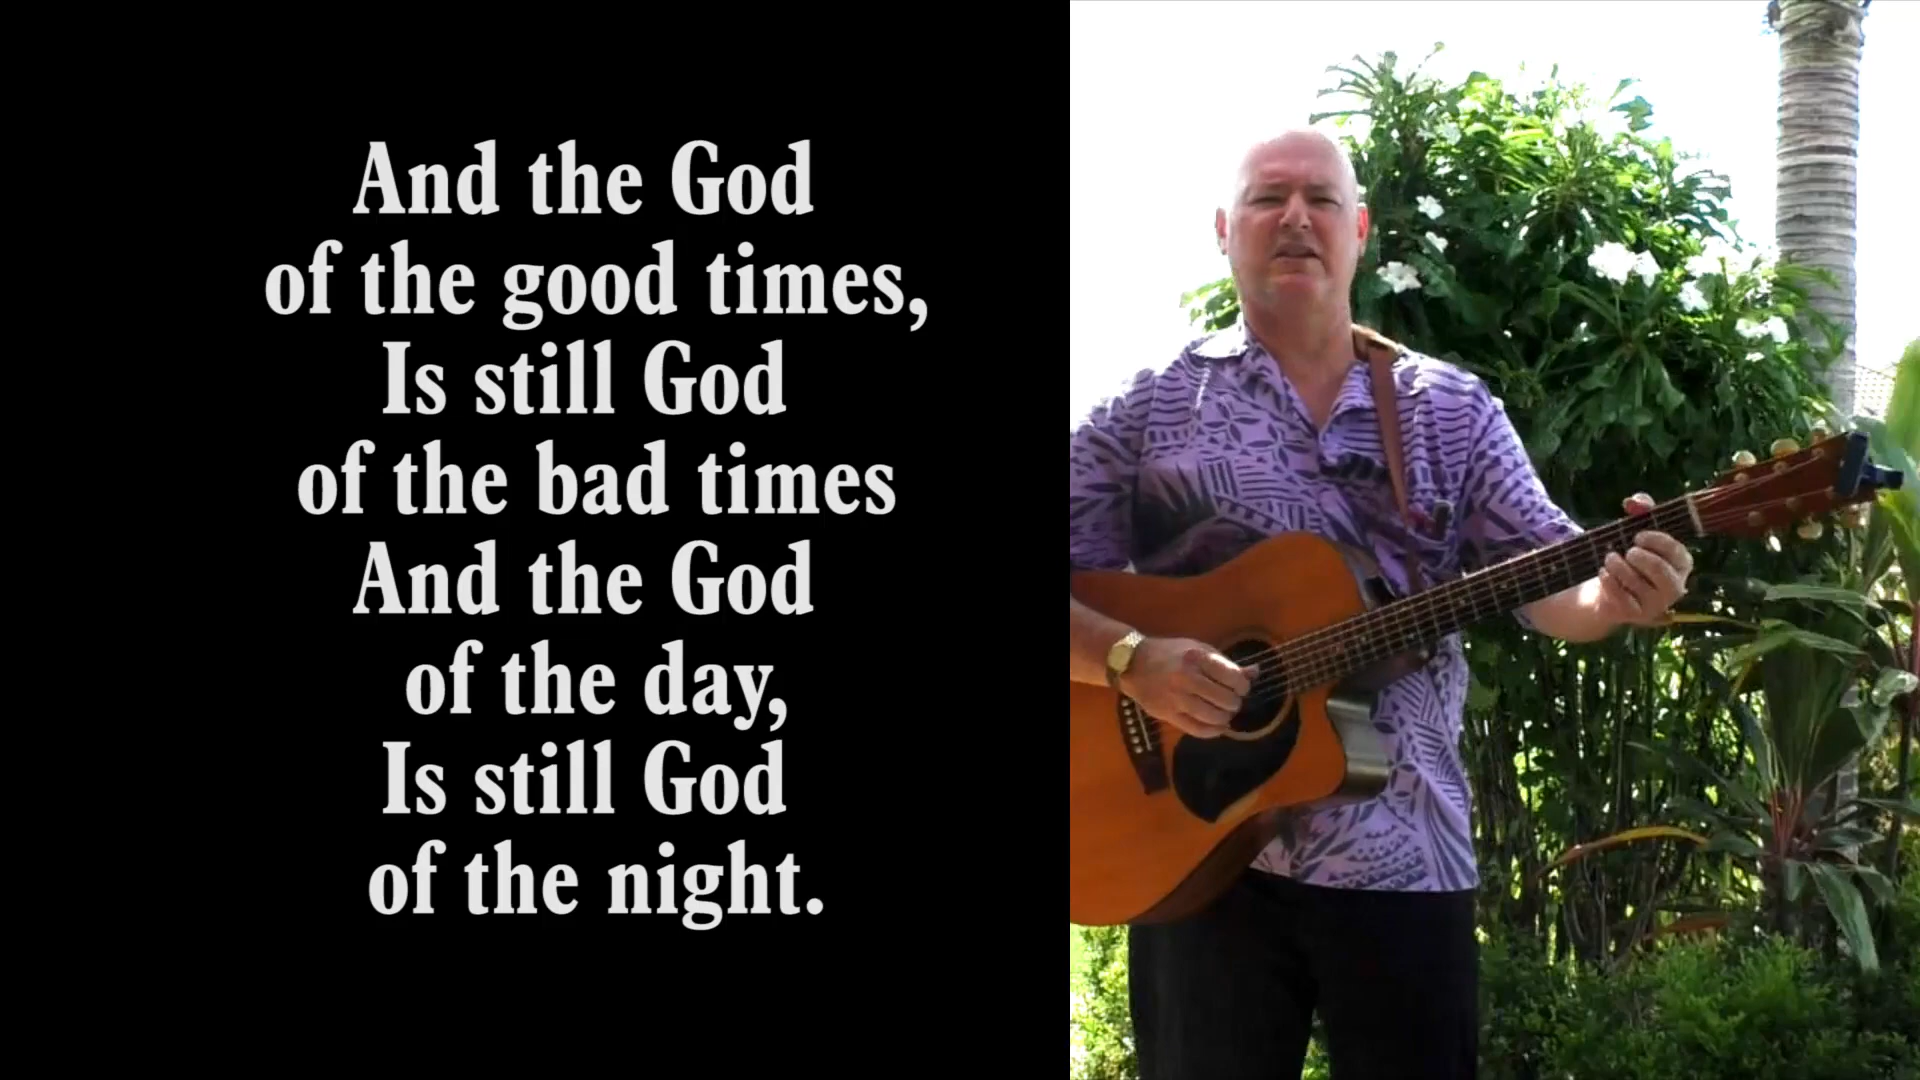 And the God
of the good times,
Is still God
of the bad times
And the God
of the day,
Is still God
of the night.